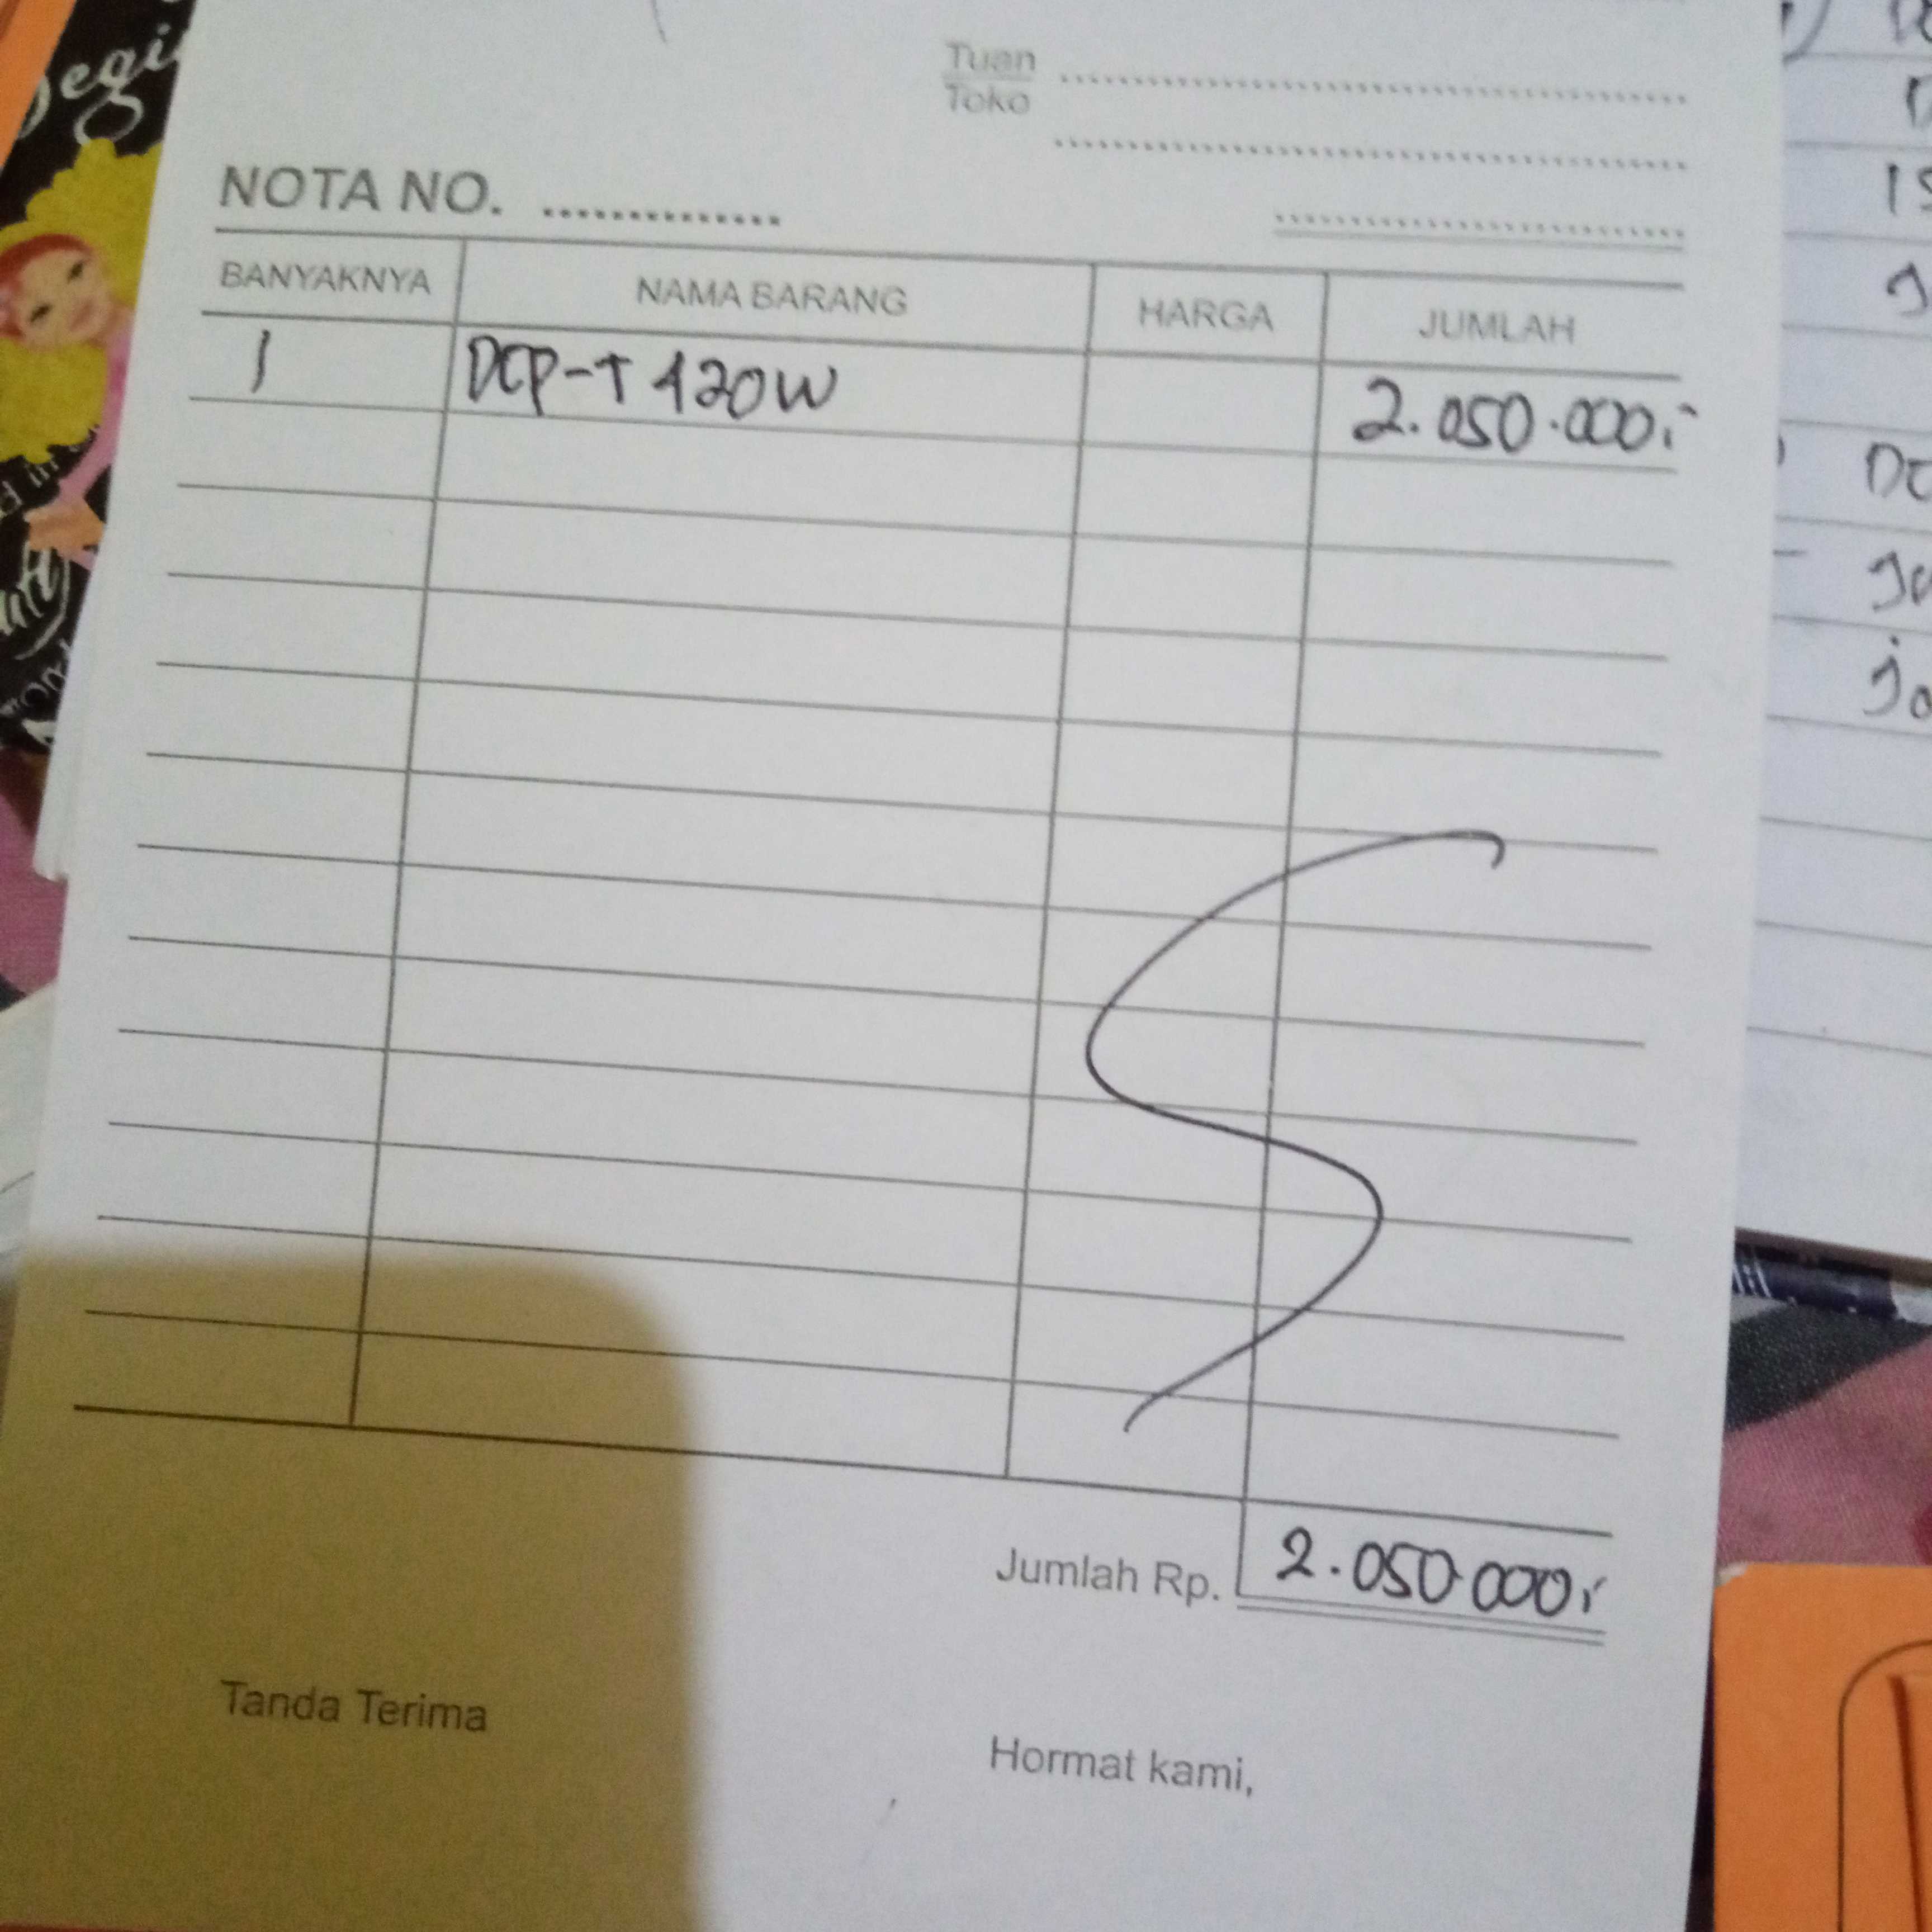 Tuan
Toko
NOTA NO. ..............
BANYAKNYA NAMA BARANG HARGA JUMLAH
1 DCP-T 420W 2.050.000,-
Jumlah Rp. 2.050.000,-
Tanda Terima
Hormat kami,